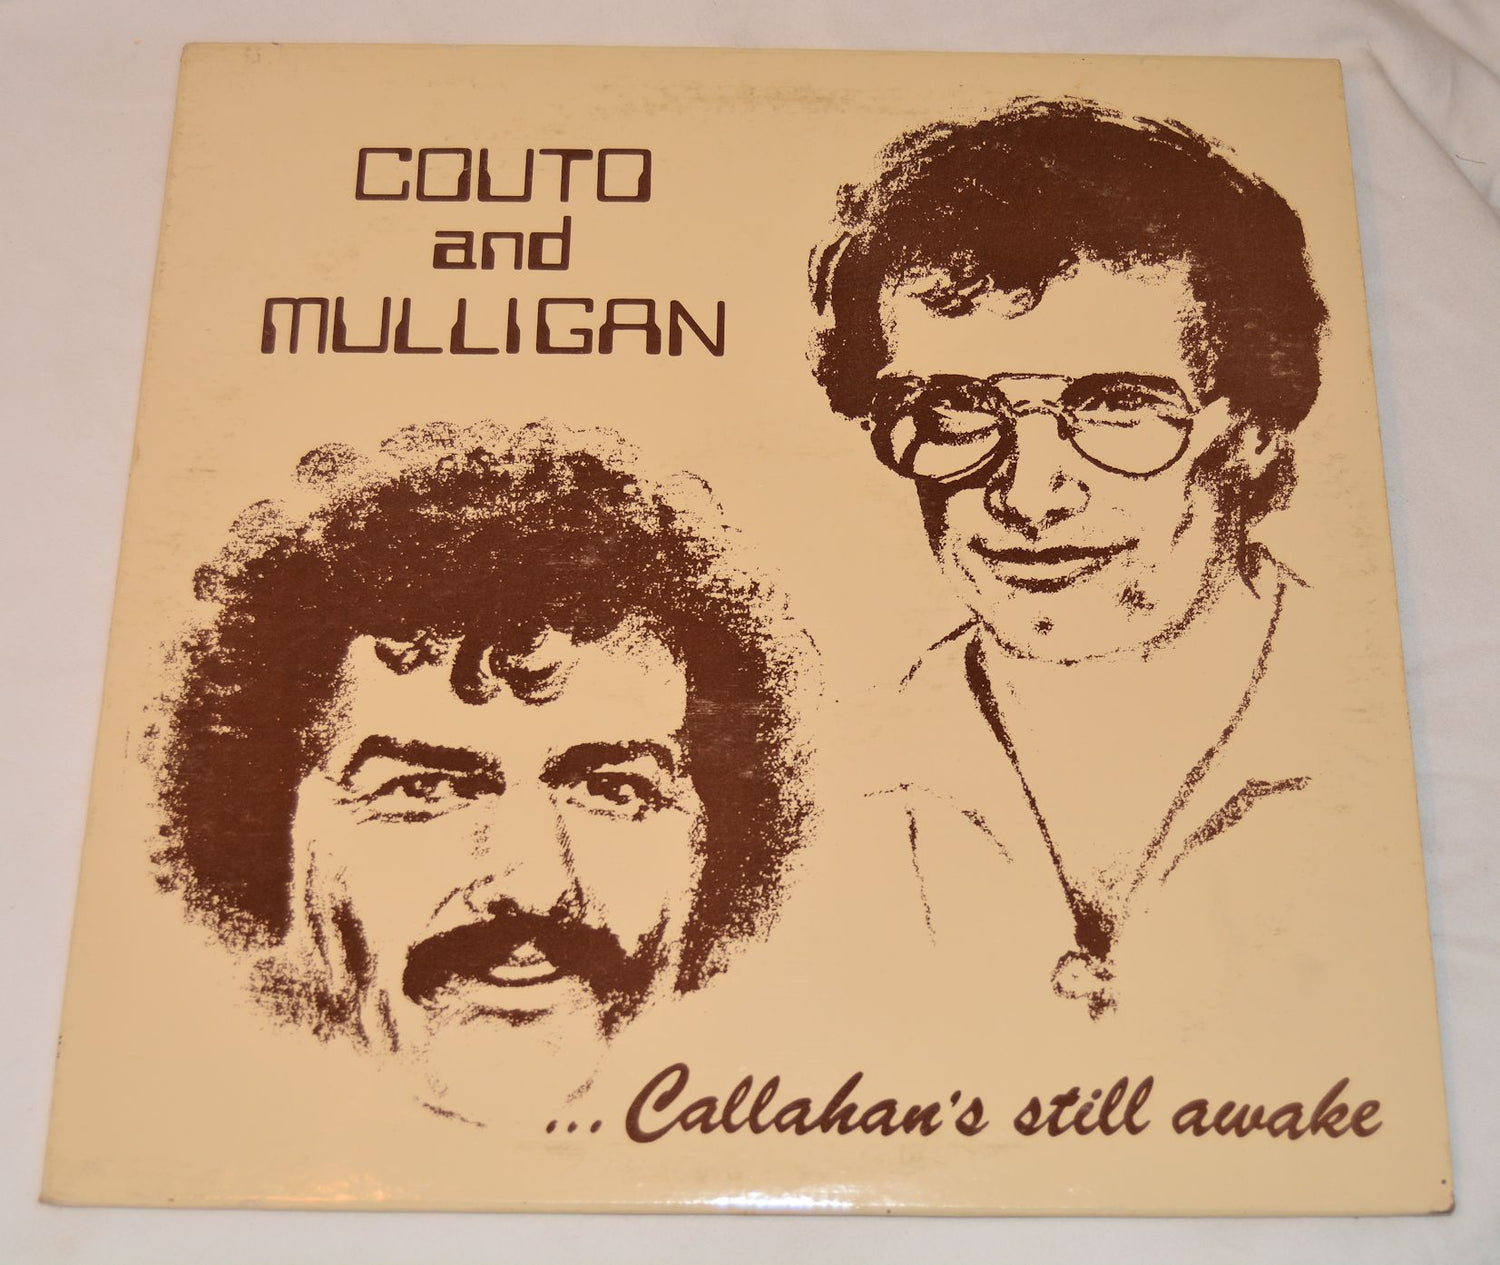 COUTO
and
MULLIGAN
... Callahan's still awake